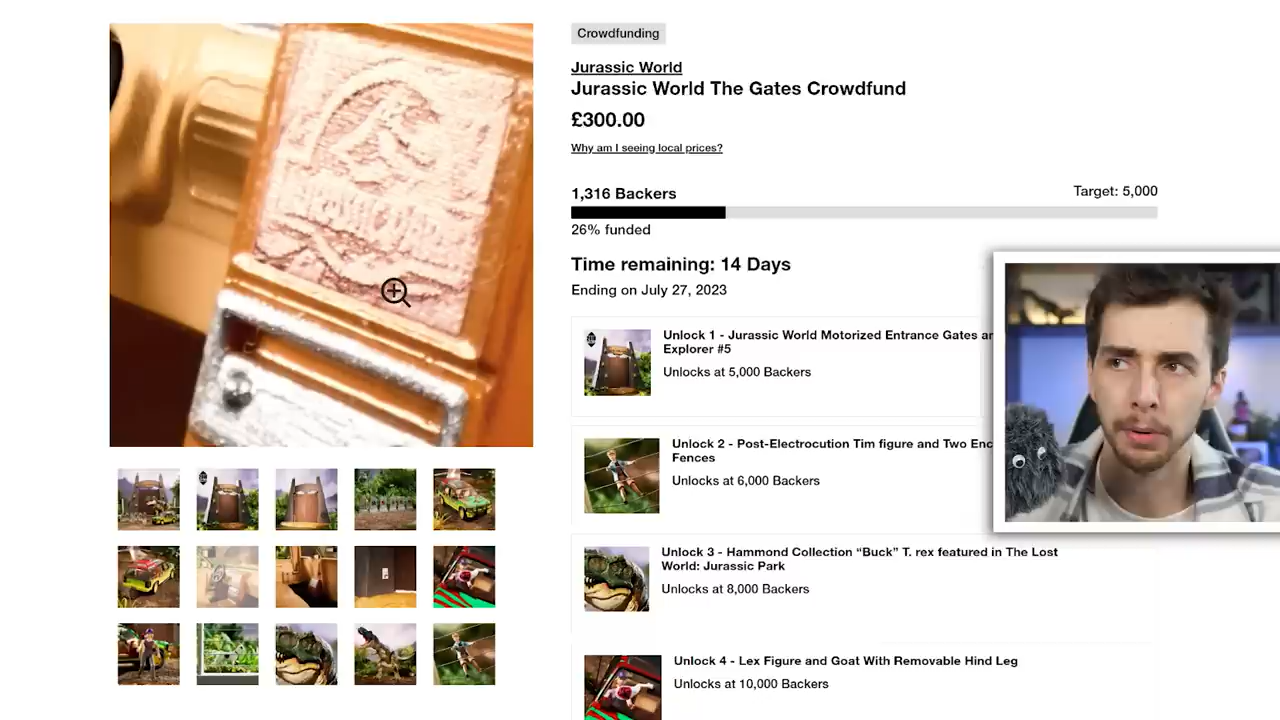 Crowdfunding
Jurassic World
Jurassic World The Gates Crowdfund
£300.00
Why am I seeing local prices?
1,316 Backers
Target: 5,000
26% funded
Time remaining: 14 Days
Ending on July 27, 2023
Unlock 1 - Jurassic World Motorized Entrance Gates
Explorer #5
Unlocks at 5,000 Backers
Unlock 2 - Post-Electrocution Tim figure and Two
Fences
Unlocks at 6,000 Backers
Unlock 3 - Hammond Collection “Buck” T. rex featured in The Lost
World: Jurassic Park
Unlocks at 8,000 Backers
Unlock 4 - Lex Figure and Goat With Removable Hind Leg
Unlocks at 10,000 Backers